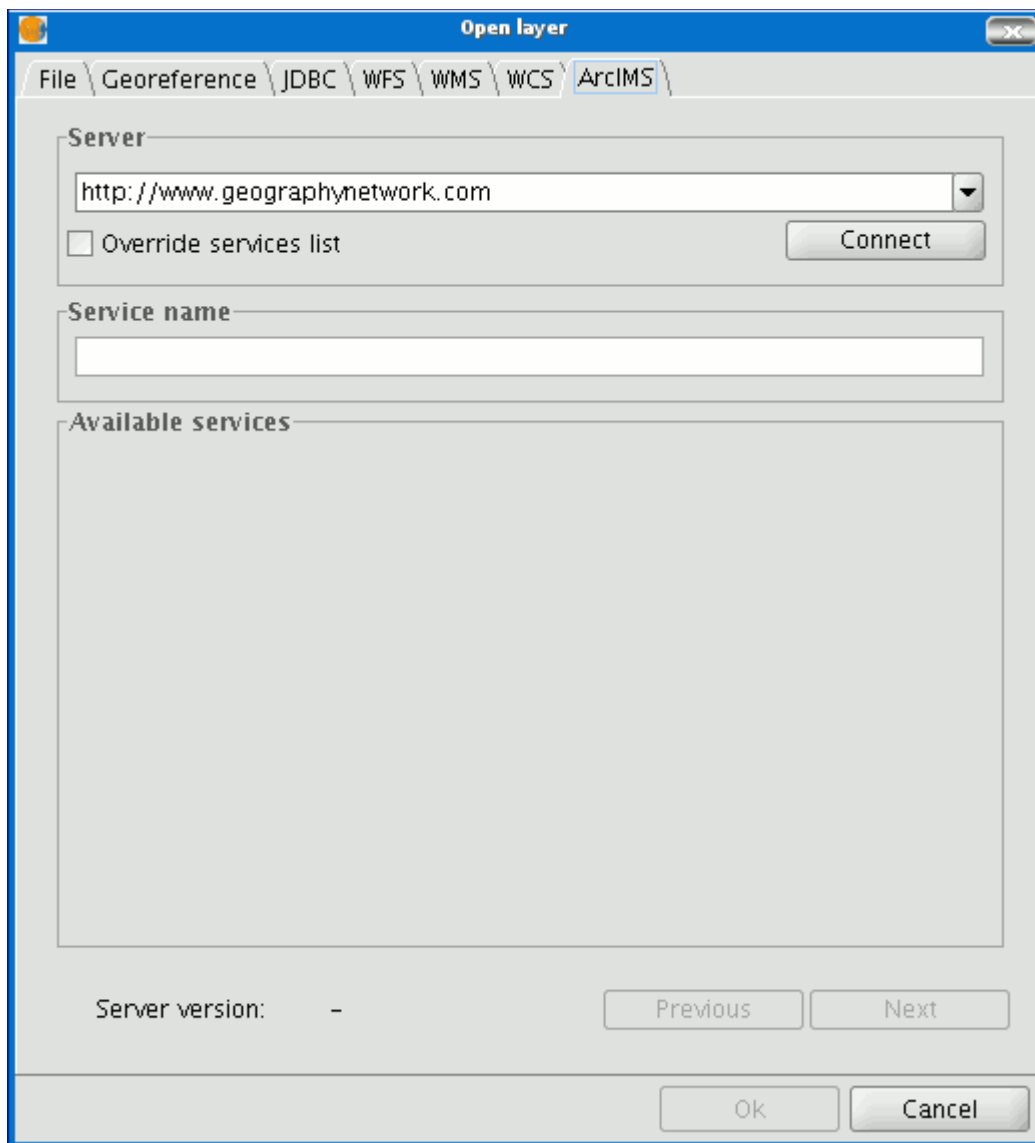 Open layer
File Georeference JDBC WFS WMS WCS ArcIMS
Server
http://www.geographynetwork.com
Override services list Connect
Service name
Available services
Server version: - Previous Next
Ok Cancel